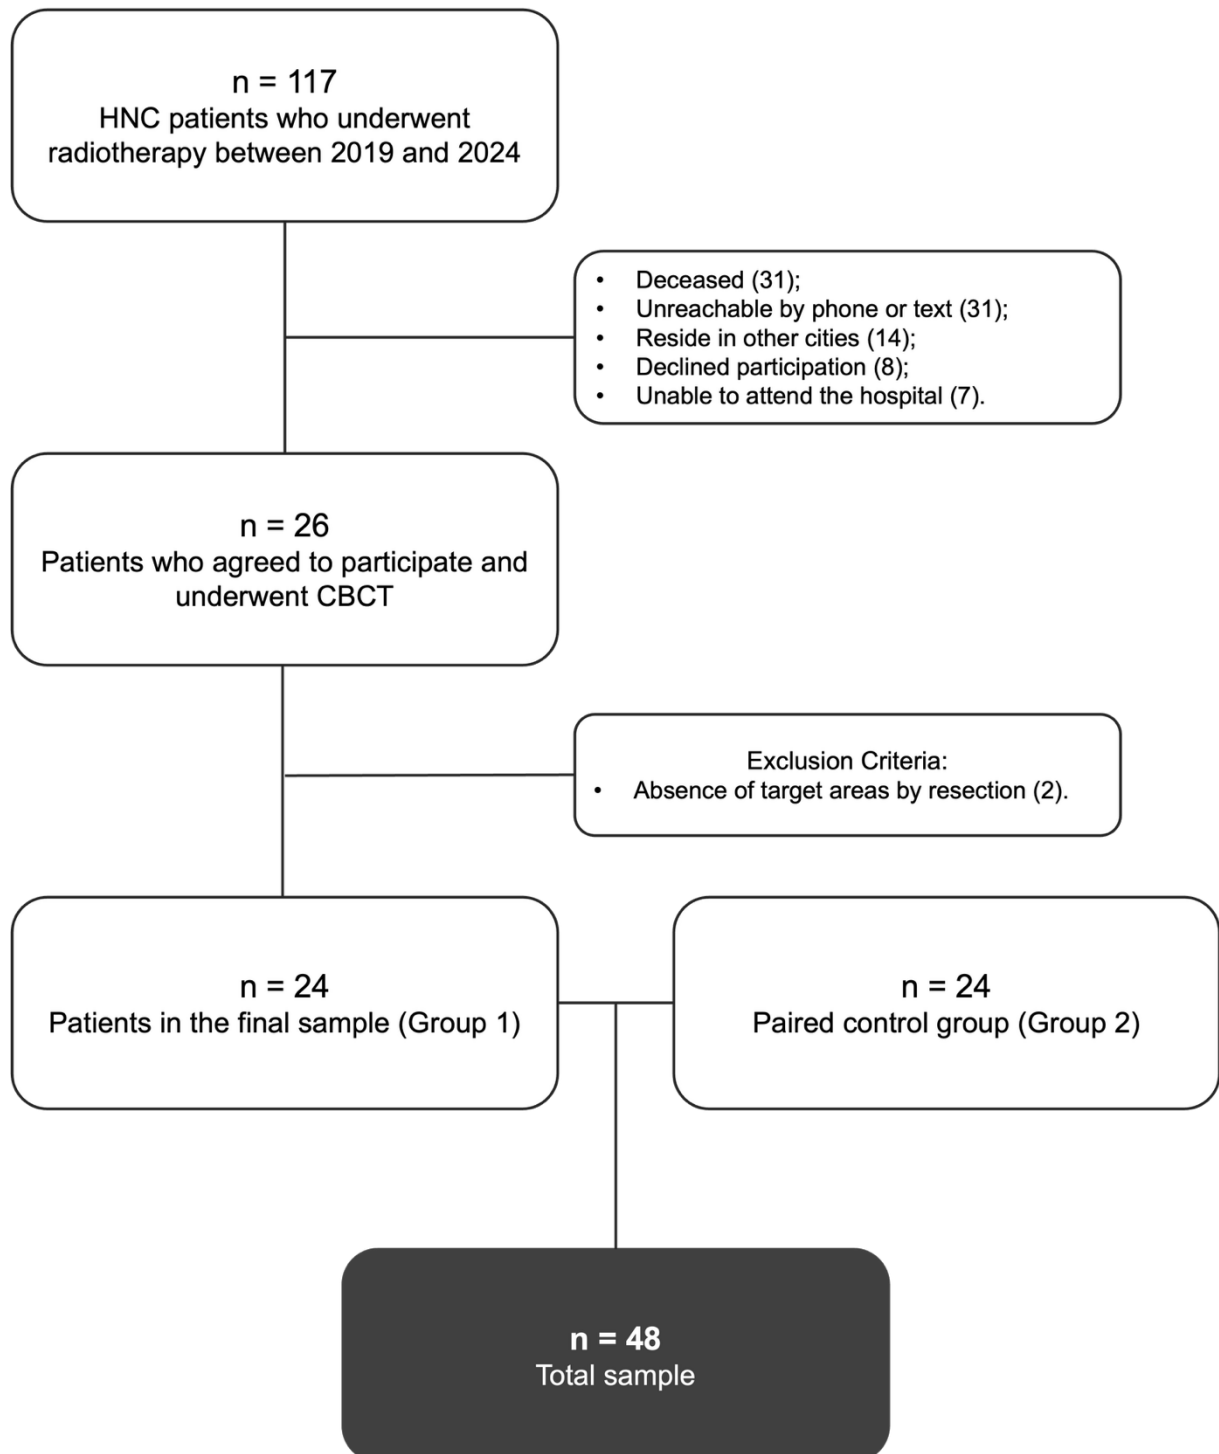 n = 117
HNC patients who underwent
radiotherapy between 2019 and 2024
• Deceased (31);
• Unreachable by phone or text (31);
• Reside in other cities (14);
• Declined participation (8);
• Unable to attend the hospital (7).
n = 26
Patients who agreed to participate and
underwent CBCT
Exclusion Criteria:
• Absence of target areas by resection (2).
n = 24
Patients in the final sample (Group 1)
n = 24
Paired control group (Group 2)
n = 48
Total sample